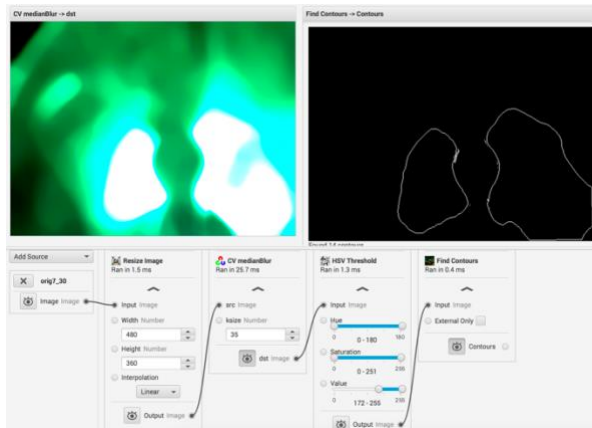 CV medianBlur -> dst
Find Contours -> Contours
Add Source
orig7_30
Image Image
Resize Image
Ran in 1.5 ms
Input Image
Width Number
480
Height Number
360
Interpolation
Linear
Output Image
CV medianBlur
Ran in 25.7 ms
src Image
ksize Number
35
dst Image
HSV Threshold
Ran in 1.3 ms
Input Image
Hue
0 180
0 - 180
Saturation
0 255
0 - 251
Value
0 255
172 - 255
Output Image
Find Contours
Ran in 0.4 ms
Input Image
External Only
Contours